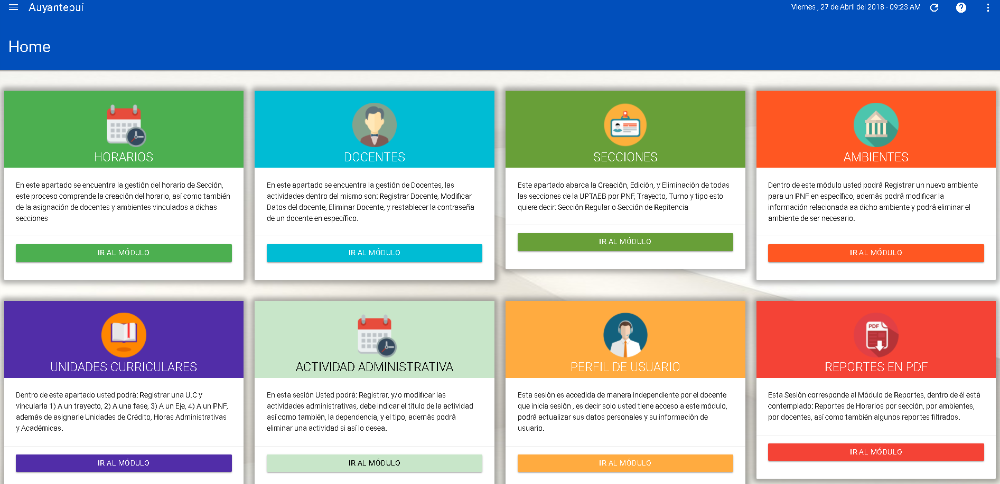 Auyantepuí
Viernes , 27 de Abril del 2018 - 09:23 AM
Home
HORARIOS
En este apartado se encuentra la gestión del horario de Sección,
este proceso comprende la creación del horario, así como también
de la asignación de docentes y ambientes vinculados a dichas
secciones
IR AL MÓDULO
DOCENTES
En este apartado se encuentra la gestión de Docentes, las
actividades dentro del mismo son: Registrar Docente, Modificar
Datos del docente, Eliminar Docente, y restablecer la contraseña
de un docente en específico.
IR AL MÓDULO
SECCIONES
Este apartado abarca la Creación, Edición, y Eliminación de todas
las secciones de la UPTAEB por PNF, Trayecto, Turno y tipo esto
quiere decir: Sección Regular o Sección de Repitencia
IR AL MÓDULO
AMBIENTES
Dentro de este módulo usted podrá Registrar un nuevo ambiente
para un PNF en específico, además podrá modificar la
información relacionada aa dicho ambiente y podrá eliminar el
ambiente de ser necesario.
IR AL MÓDULO
UNIDADES CURRICULARES
Dentro de este apartado usted podrá: Registrar una U.C y
vincularla 1) A un trayecto, 2) A una fase, 3) A un Eje, 4) A un PNF,
además de asignarle Unidades de Crédito, Horas Administrativas
y Académicas.
IR AL MÓDULO
ACTIVIDAD ADMINISTRATIVA
En esta sesión Usted podrá: Registrar, y/o modificar las
actividades administrativas, debe indicar el título de la actividad
así como también, la dependencia, y el tipo, además podrá
eliminar una actividad si así lo desea.
IR AL MÓDULO
PERFIL DE USUARIO
Esta sesión es accedida de manera independiente por el docente
que inicia sesión , es decir solo usted tiene acceso a este módulo,
podrá actualizar sus datos personales y su información de
usuario.
IR AL MÓDULO
PDF
REPORTES EN PDF
Esta Sesión corresponde al Módulo de Reportes, dentro de él está
contemplado: Reportes de Horarios por sección, por ambientes,
por docentes, así como también algunos reportes filtrados.
IR AL MÓDULO